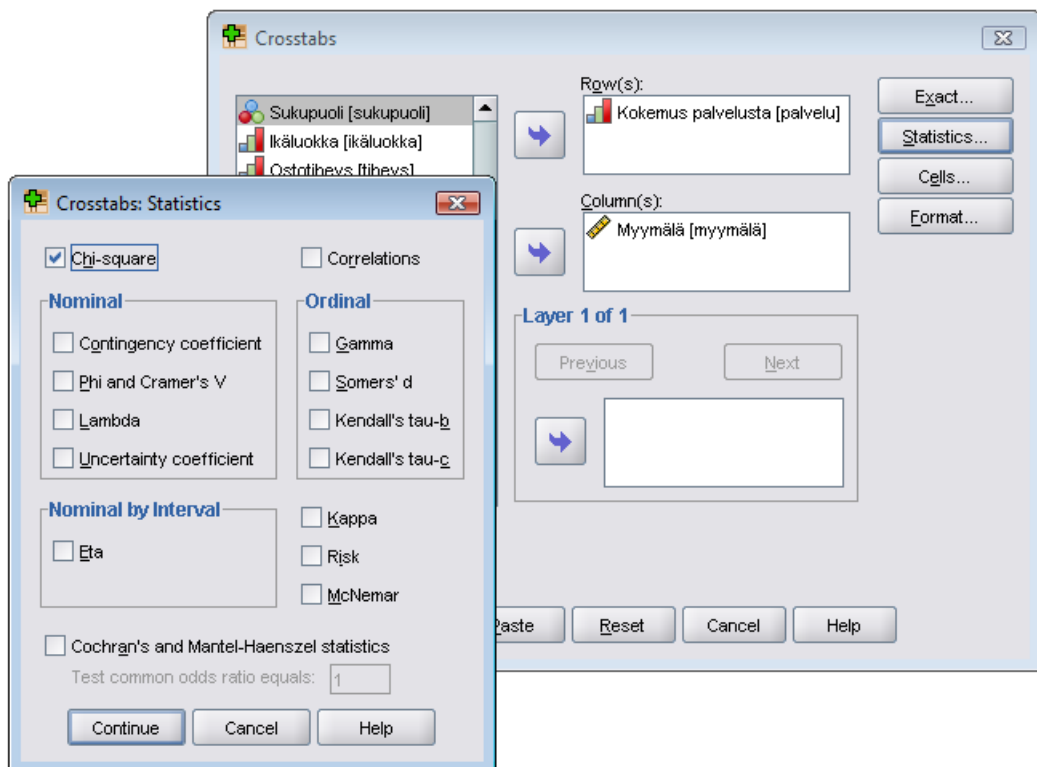 Crosstabs
Sukupuoli [sukupuoli]
Ikäluokka [ikäluokka]
Ostotiheys [tiheys]
Row(s):
Kokemus palvelusta [palvelu]
Column(s):
Myymälä [myymälä]
Exact...
Statistics...
Cells...
Format...
Layer 1 of 1
Previous
Next
Paste
Reset
Cancel
Help
Crosstabs: Statistics
Chi-square
Correlations
Nominal
Contingency coefficient
Phi and Cramer's V
Lambda
Uncertainty coefficient
Ordinal
Gamma
Somers' d
Kendall's tau-b
Kendall's tau-c
Nominal by Interval
Eta
Kappa
Risk
McNemar
Cochran's and Mantel-Haenszel statistics
Test common odds ratio equals: 1
Continue
Cancel
Help